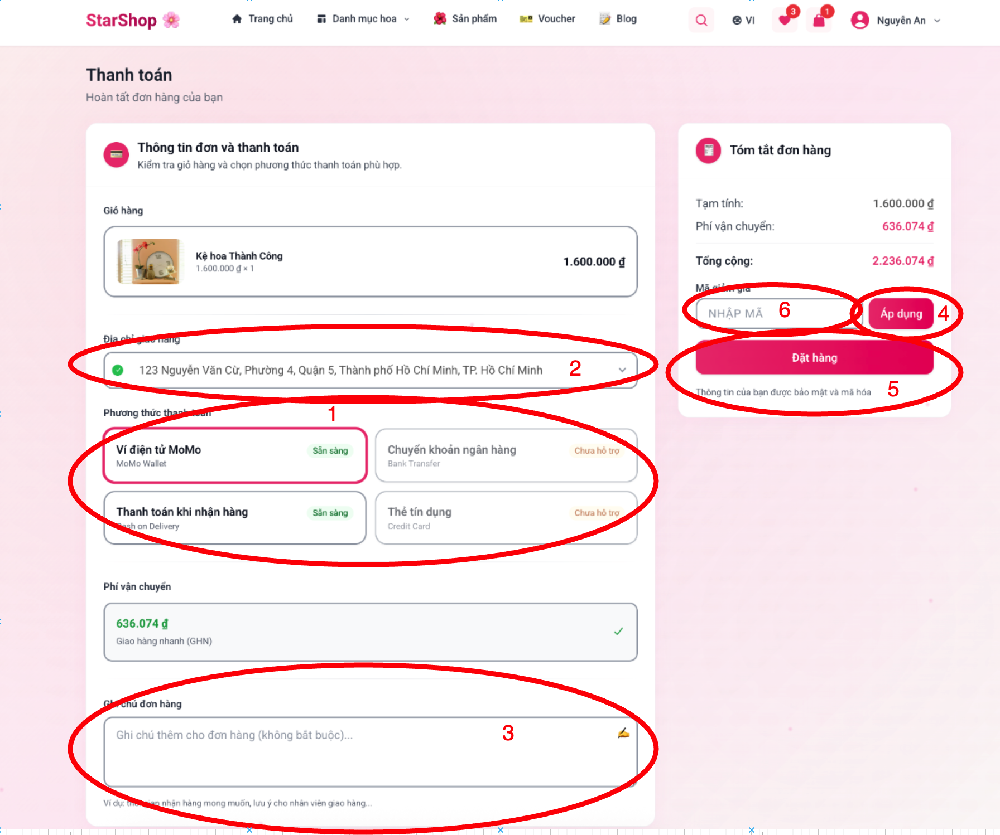 StarShop
Trang chủ
Danh mục hoa
Sản phẩm
Voucher
Blog
VI
3
1
Nguyễn An
Thanh toán
Hoàn tất đơn hàng của bạn
Thông tin đơn và thanh toán
Kiểm tra giỏ hàng và chọn phương thức thanh toán phù hợp.
Giỏ hàng
Kệ hoa Thành Công
1.600.000 ₫ × 1
1.600.000 ₫
Địa chỉ giao hàng
123 Nguyễn Văn Cừ, Phường 4, Quận 5, Thành phố Hồ Chí Minh, TP. Hồ Chí Minh
2
Phương thức thanh toán
1
Ví điện tử MoMo
MoMo Wallet
Sẵn sàng
Chuyển khoản ngân hàng
Bank Transfer
Chưa hỗ trợ
Thanh toán khi nhận hàng
Cash on Delivery
Sẵn sàng
Thẻ tín dụng
Credit Card
Chưa hỗ trợ
Phí vận chuyển
636.074 ₫
Giao hàng nhanh (GHN)
Ghi chú đơn hàng
Ghi chú thêm cho đơn hàng (không bắt buộc)...
3
Ví dụ: thời gian nhận hàng mong muốn, lưu ý cho nhân viên giao hàng...
Tóm tắt đơn hàng
Tạm tính:
1.600.000 ₫
Phí vận chuyển:
636.074 ₫
Tổng cộng:
2.236.074 ₫
Mã giảm giá
NHẬP MÃ
6
Áp dụng
4
Đặt hàng
Thông tin của bạn được bảo mật và mã hóa
5